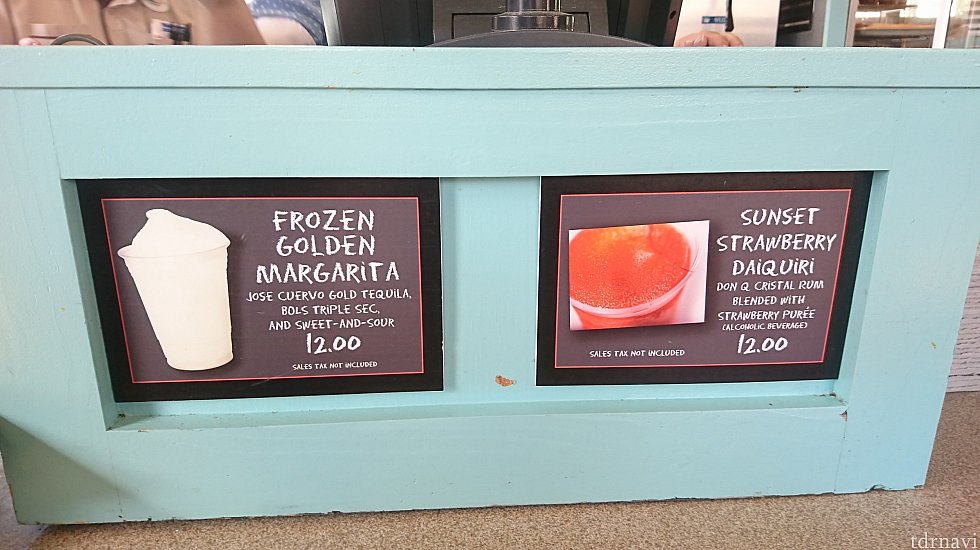 FROZEN
GOLDEN
MARGARITA
JOSE CUERVO GOLD TEQUILA,
BOLS TRIPLE SEC,
AND SWEET-AND-SOUR
12.00
SALES TAX NOT INCLUDED
SUNSET
STRAWBERRY
DAIQUIRI
DON Q CRISTAL RUM
BLENDED WITH
STRAWBERRY PURÉE
(ALCOHOLIC BEVERAGE)
12.00
SALES TAX NOT INCLUDED
tdrnavi